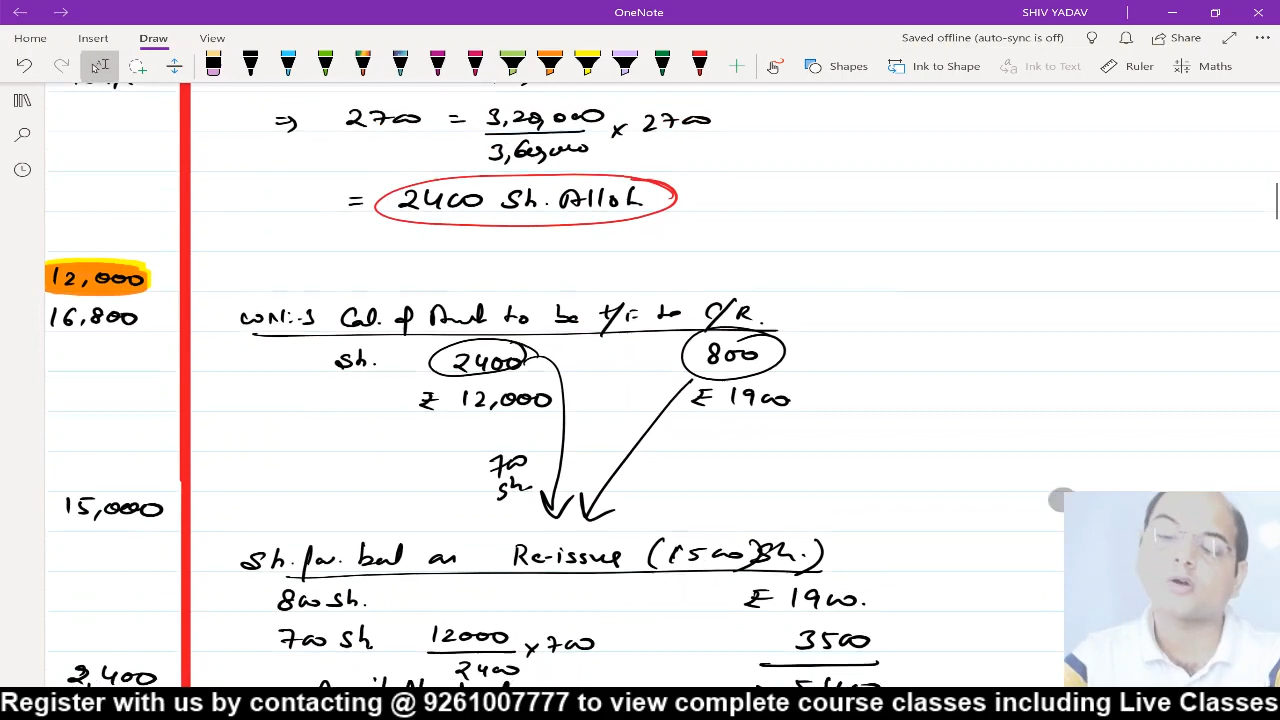 OneNote
SHIV YADAV
Home Insert Draw View
Saved offline (auto-sync is off)
Share
Shapes
Ink to Shape
Ink to Text
Ruler
Maths
⇒ 2700 = 3,20,000 / 3,60,000 × 2700
= 2400 Sh. Allot
12,000
16,800
Cal. of Amt to be t/f to C/R.
Sh. 2400 800
₹ 12,000 ₹ 1900
700
Sh
15,000
Sh. for. bal on Re-issue (1500 Sh.)
800 Sh. ₹ 1900.
700 Sh 12000 / 2400 × 700 3500
2,400
5400
Register with us by contacting @ 9261007777 to view complete course classes including Live Classes